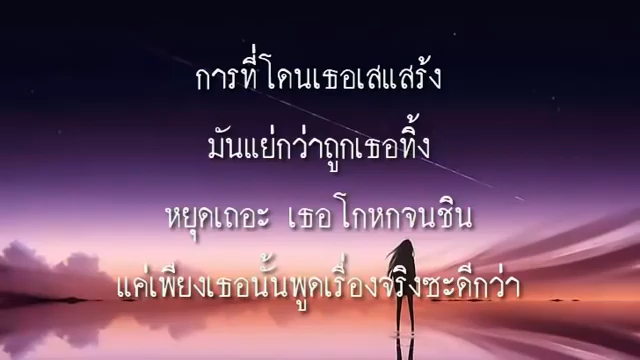 การที่โดนเธอเสแสร้ง
มันแย่กว่าถูกเธอทิ้ง
หยุดเถอะ เธอโกหกจนชิน
แค่เพียงเธอนั้นพูดเรื่องจริงซะดีกว่า